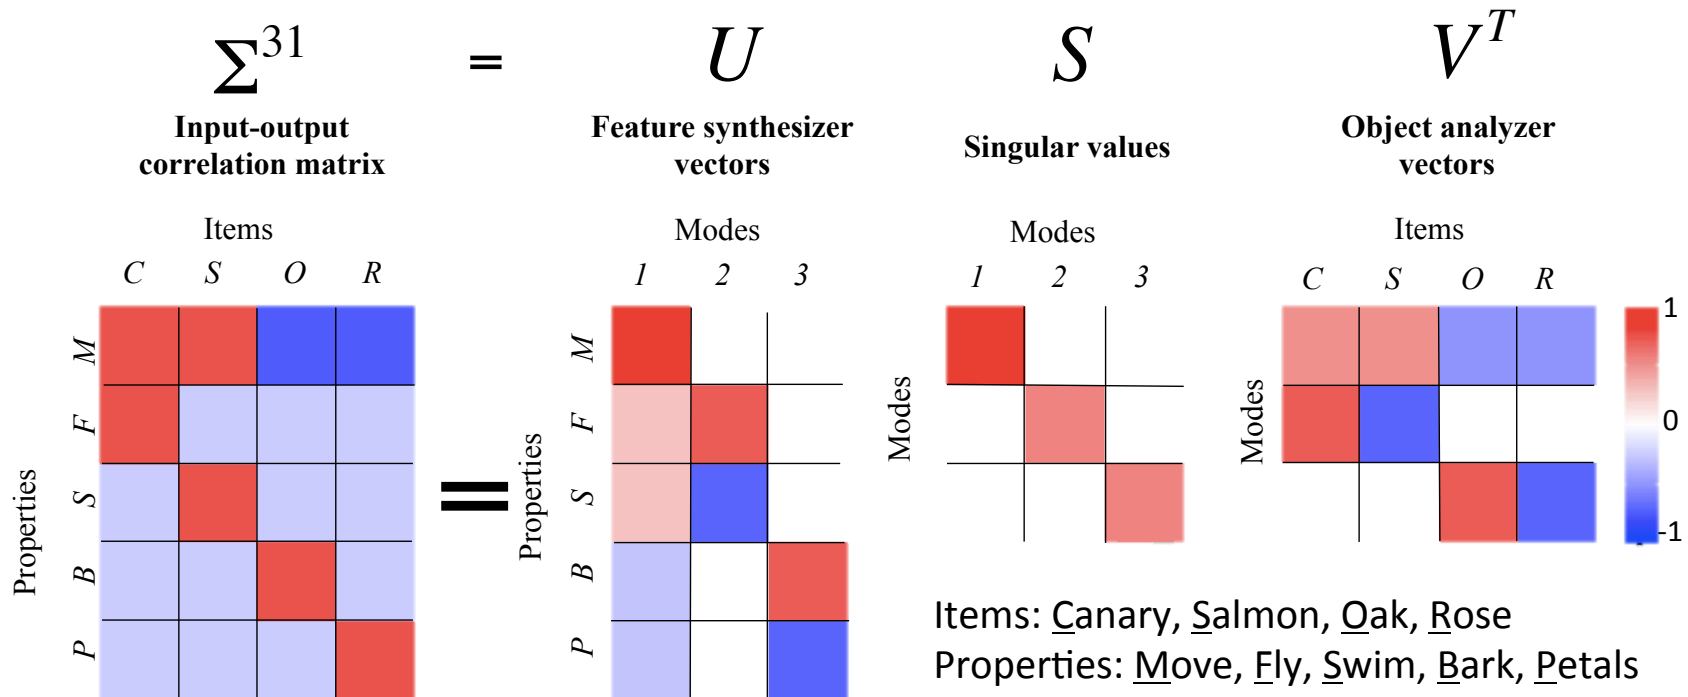 Σ³¹ = U S Vᵀ
Input-output
correlation matrix
Feature synthesizer
vectors
Singular values
Object analyzer
vectors
Items
C S O R
Properties
M
F
S
B
P
=
Modes
1 2 3
Properties
M
F
S
B
P
Modes
1 2 3
Modes
Items
C S O R
Modes
1
0
-1
Items: Canary, Salmon, Oak, Rose
Properties: Move, Fly, Swim, Bark, Petals